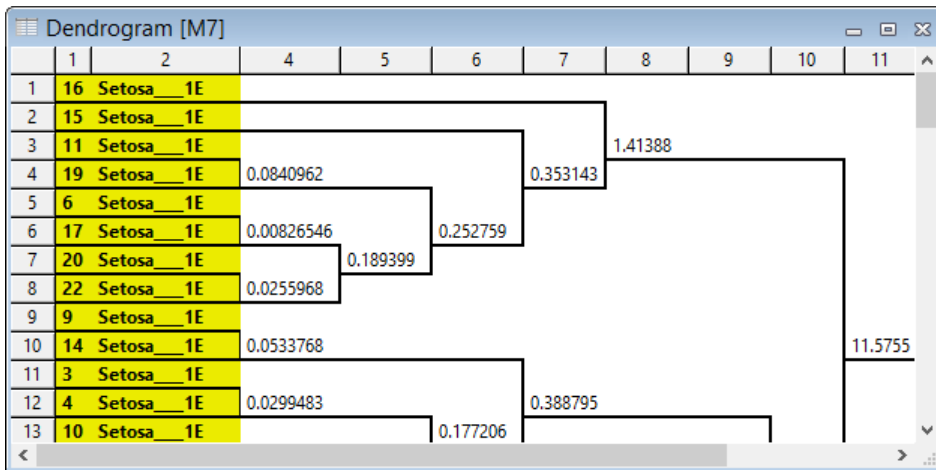 Dendrogram [M7]
1 2 4 5 6 7 8 9 10 11
1 16 Setosa___1E
2 15 Setosa___1E
3 11 Setosa___1E 1.41388
4 19 Setosa___1E 0.0840962 0.353143
5 6 Setosa___1E
6 17 Setosa___1E 0.00826546 0.252759
7 20 Setosa___1E 0.189399
8 22 Setosa___1E 0.0255968
9 9 Setosa___1E
10 14 Setosa___1E 0.0533768 11.5755
11 3 Setosa___1E
12 4 Setosa___1E 0.0299483 0.388795
13 10 Setosa___1E 0.177206